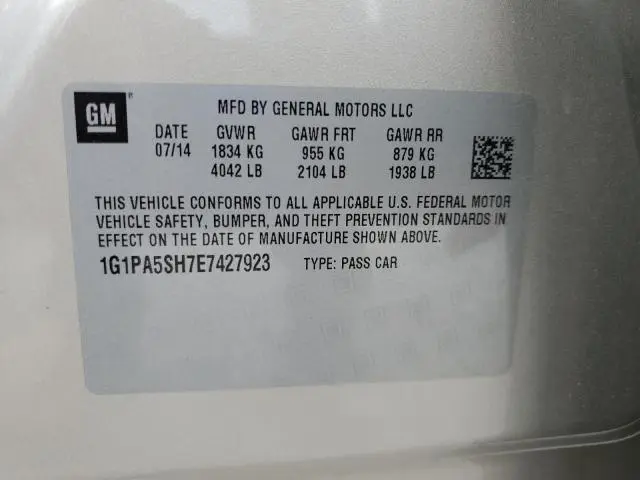 GM® MFD BY GENERAL MOTORS LLC
DATE GVWR GAWR FRT GAWR RR
07/14 1834 KG 955 KG 879 KG
4042 LB 2104 LB 1938 LB
THIS VEHICLE CONFORMS TO ALL APPLICABLE U.S. FEDERAL MOTOR
VEHICLE SAFETY, BUMPER, AND THEFT PREVENTION STANDARDS IN
EFFECT ON THE DATE OF MANUFACTURE SHOWN ABOVE.
1G1PA5SH7E7427923 TYPE: PASS CAR